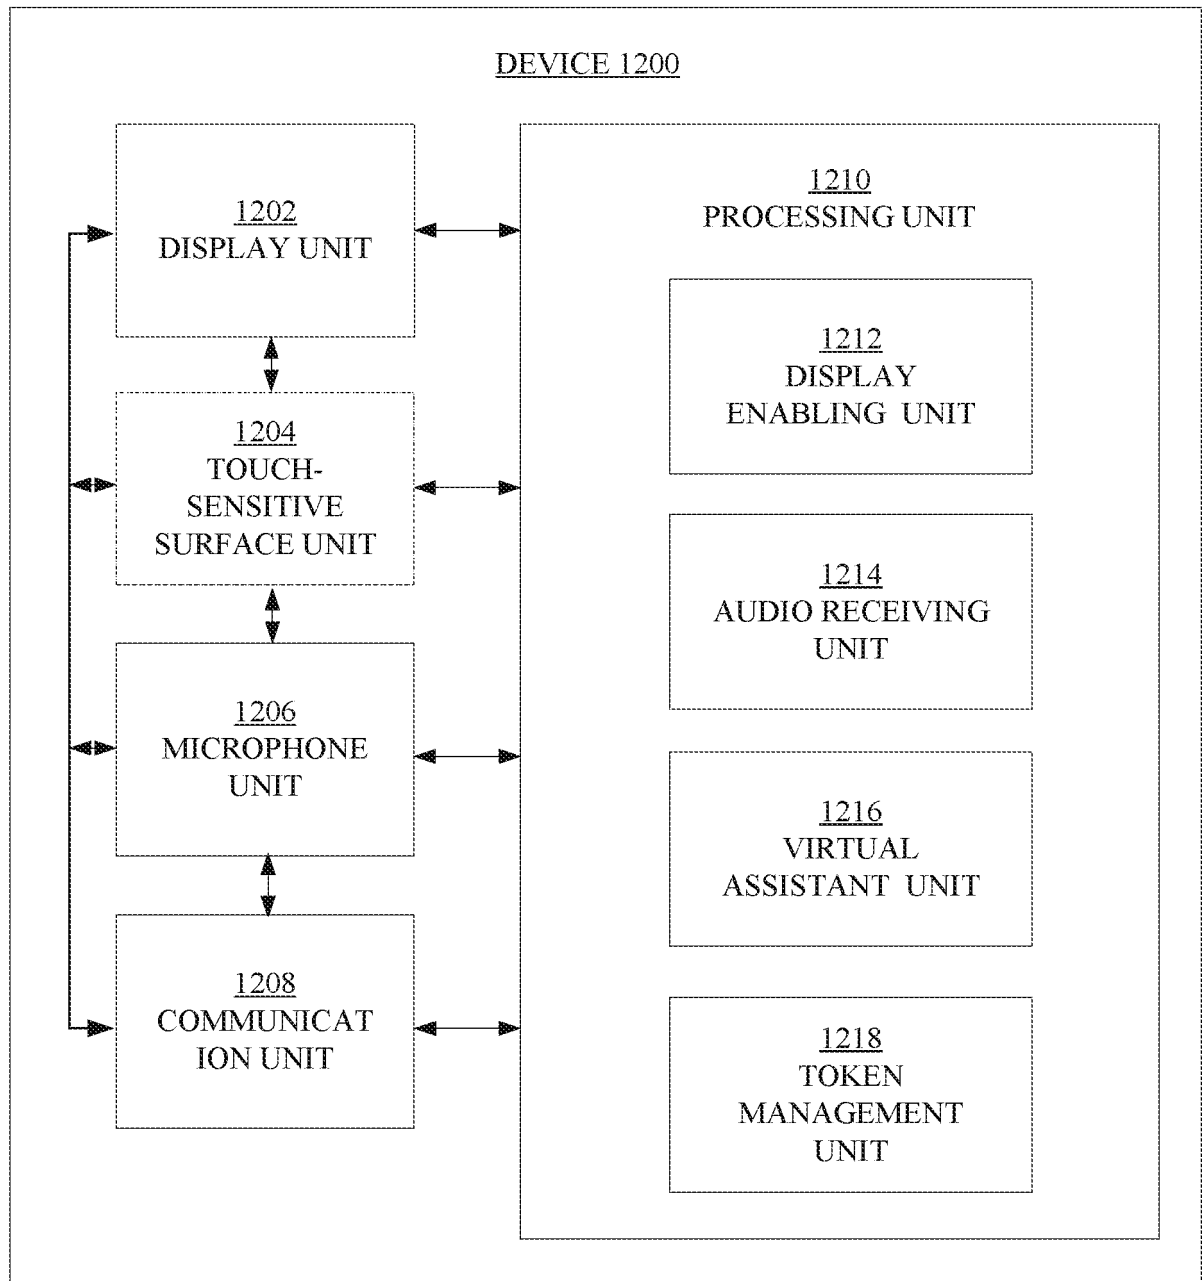 DEVICE 1200
1202
DISPLAY UNIT
1204
TOUCH-
SENSITIVE
SURFACE UNIT
1206
MICROPHONE
UNIT
1208
COMMUNICAT
ION UNIT
1210
PROCESSING UNIT
1212
DISPLAY
ENABLING UNIT
1214
AUDIO RECEIVING
UNIT
1216
VIRTUAL
ASSISTANT UNIT
1218
TOKEN
MANAGEMENT
UNIT